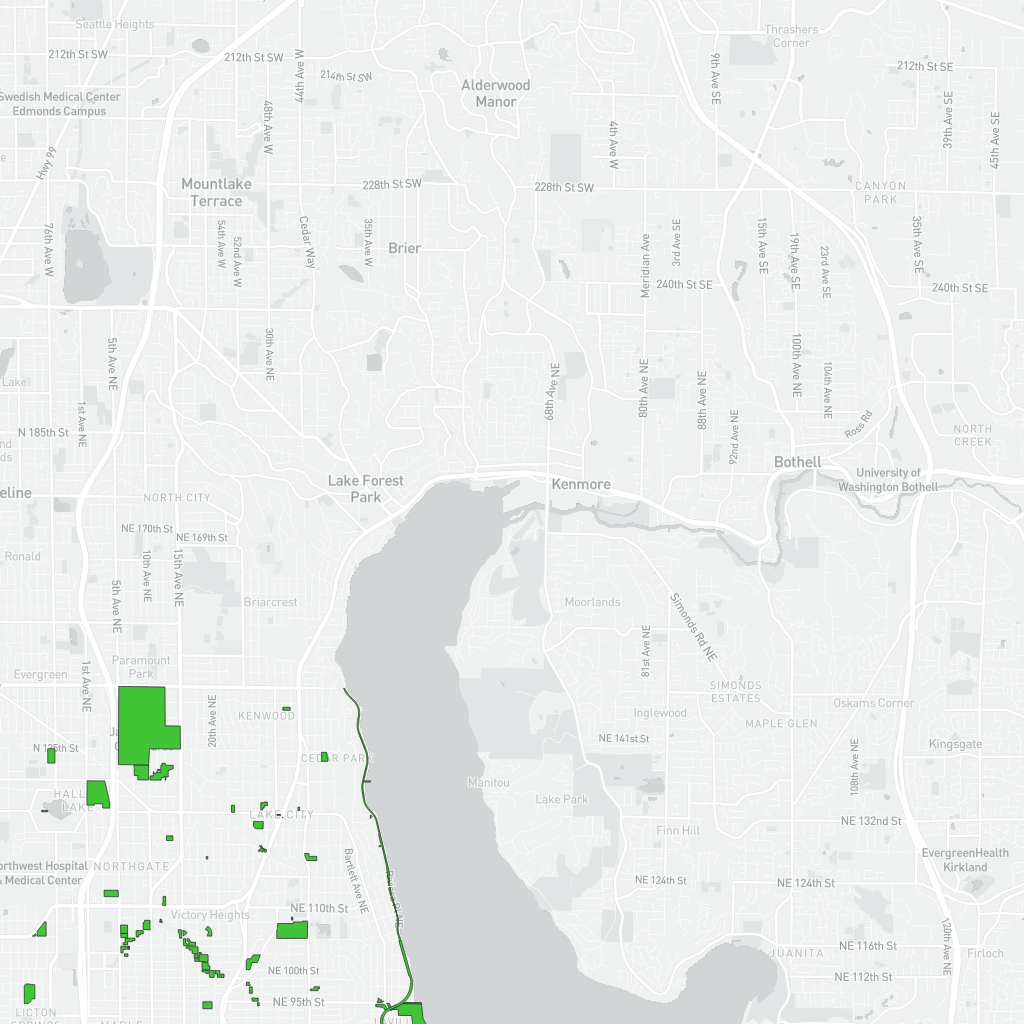 Seattle Heights
Thrashers
Corner
212th St SW
212th St SW
44th Ave W
214th St SW
9th Ave SE
212th St SE
Alderwood
Manor
Swedish Medical Center
Edmonds Campus
48th Ave W
4th Ave W
39th Ave SE
45th Ave SE
Hwy 99
Mountlake
Terrace
228th St SW
228th St SW
CANYON
PARK
76th Ave W
54th Ave W
52nd Ave W
Cedar Way
35th Ave W
Brier
Meridian Ave
3rd Ave SE
15th Ave SE
19th Ave SE
23rd Ave SE
35th Ave SE
240th St SE
240th St SE
5th Ave NE
30th Ave NE
68th Ave NE
80th Ave NE
88th Ave NE
100th Ave NE
104th Ave NE
Lake
1st Ave NE
N 185th St
92nd Ave NE
Ross Rd
NORTH
CREEK
Bothell
University of
Washington Bothell
Lake Forest
Park
Kenmore
NORTH CITY
NE 170th St
NE 169th St
Ronald
10th Ave NE
15th Ave NE
5th Ave NE
Briarcrest
Moorlands
Simonds Rd NE
81st Ave NE
Paramount
Park
Evergreen
1st Ave NE
SIMONDS
ESTATES
20th Ave NE
KENWOOD
Inglewood
MAPLE GLEN
Oskams Corner
NE 141st St
Kingsgate
CEDAR PARK
108th Ave NE
Manitou
Lake Park
LAKE CITY
NE 132nd St
Finn Hill
NORTHGATE
Bartlett Ave NE
EvergreenHealth
Kirkland
NE 124th St
NE 124th St
Victory Heights
NE 110th St
120th Ave NE
NE 116th St
JUANITA
Firloch
NE 100th St
NE 112th St
NE 95th St
LICTON
MAPLE